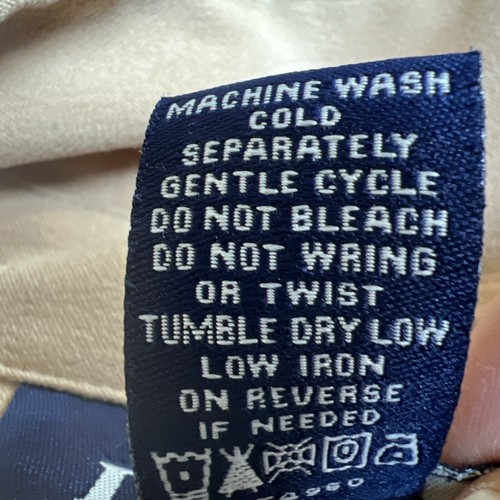 MACHINE WASH
COLD
SEPARATELY
GENTLE CYCLE
DO NOT BLEACH
DO NOT WRING
OR TWIST
TUMBLE DRY LOW
LOW IRON
ON REVERSE
IF NEEDED